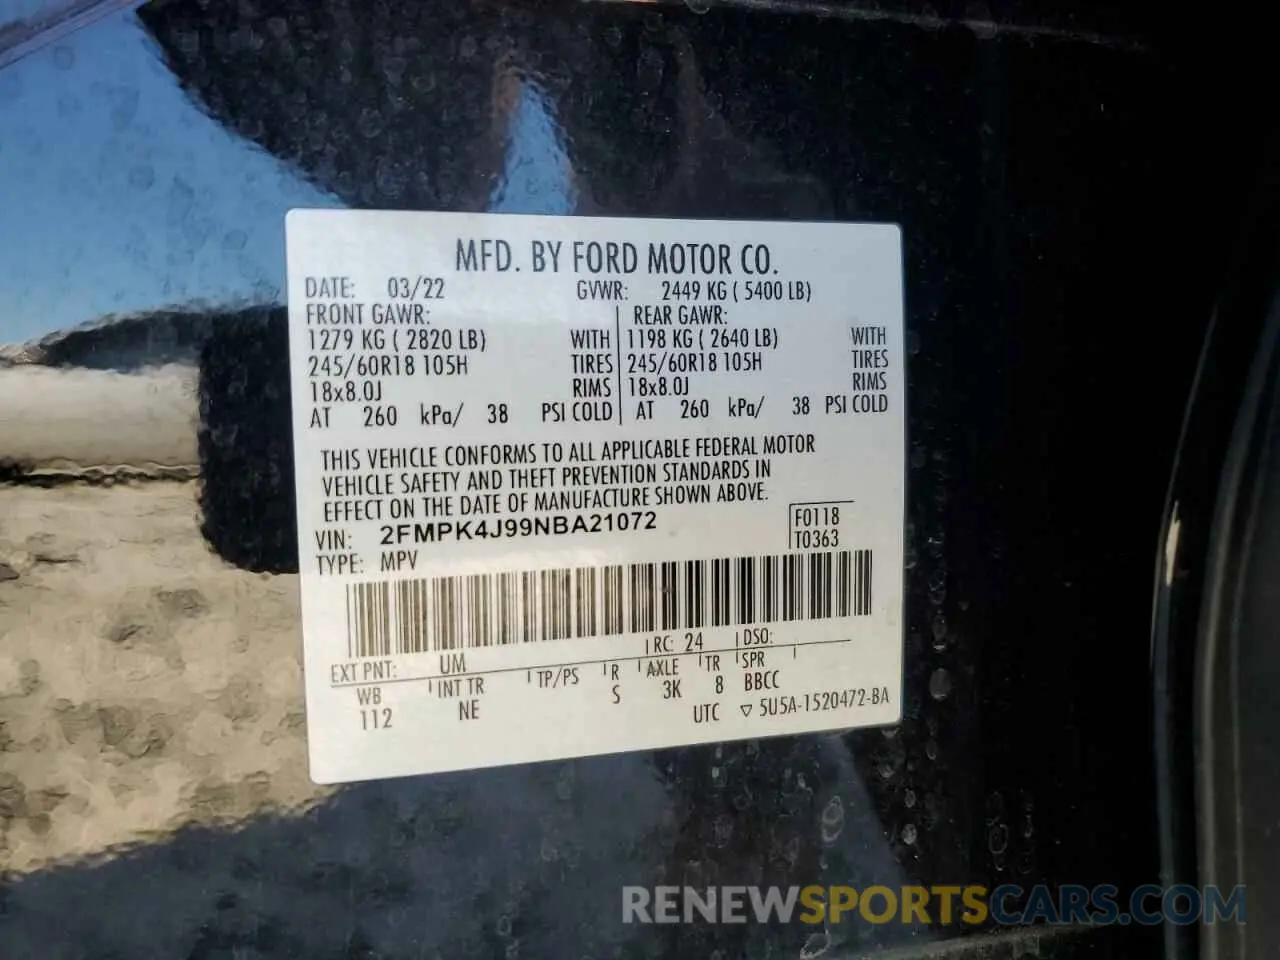 MFD. BY FORD MOTOR CO.
DATE: 03/22 GVWR: 2449 KG ( 5400 LB)
FRONT GAWR: REAR GAWR:
1279 KG ( 2820 LB) WITH 1198 KG ( 2640 LB) WITH
245/60R18 105H TIRES 245/60R18 105H TIRES
18x8.0J RIMS 18x8.0J RIMS
AT 260 kPa/ 38 PSI COLD AT 260 kPa/ 38 PSI COLD
THIS VEHICLE CONFORMS TO ALL APPLICABLE FEDERAL MOTOR
VEHICLE SAFETY AND THEFT PREVENTION STANDARDS IN
EFFECT ON THE DATE OF MANUFACTURE SHOWN ABOVE.
VIN: 2FMPK4J99NBA21072 F0118
TYPE: MPV T0363
EXT PNT: UM RC: 24 DSO:
WB INT TR TP/PS R AXLE TR SPR
112 NE S 3K 8 BBCC
UTC ▽ 5U5A-1520472-BA
RENEWSPORTSCARS.COM